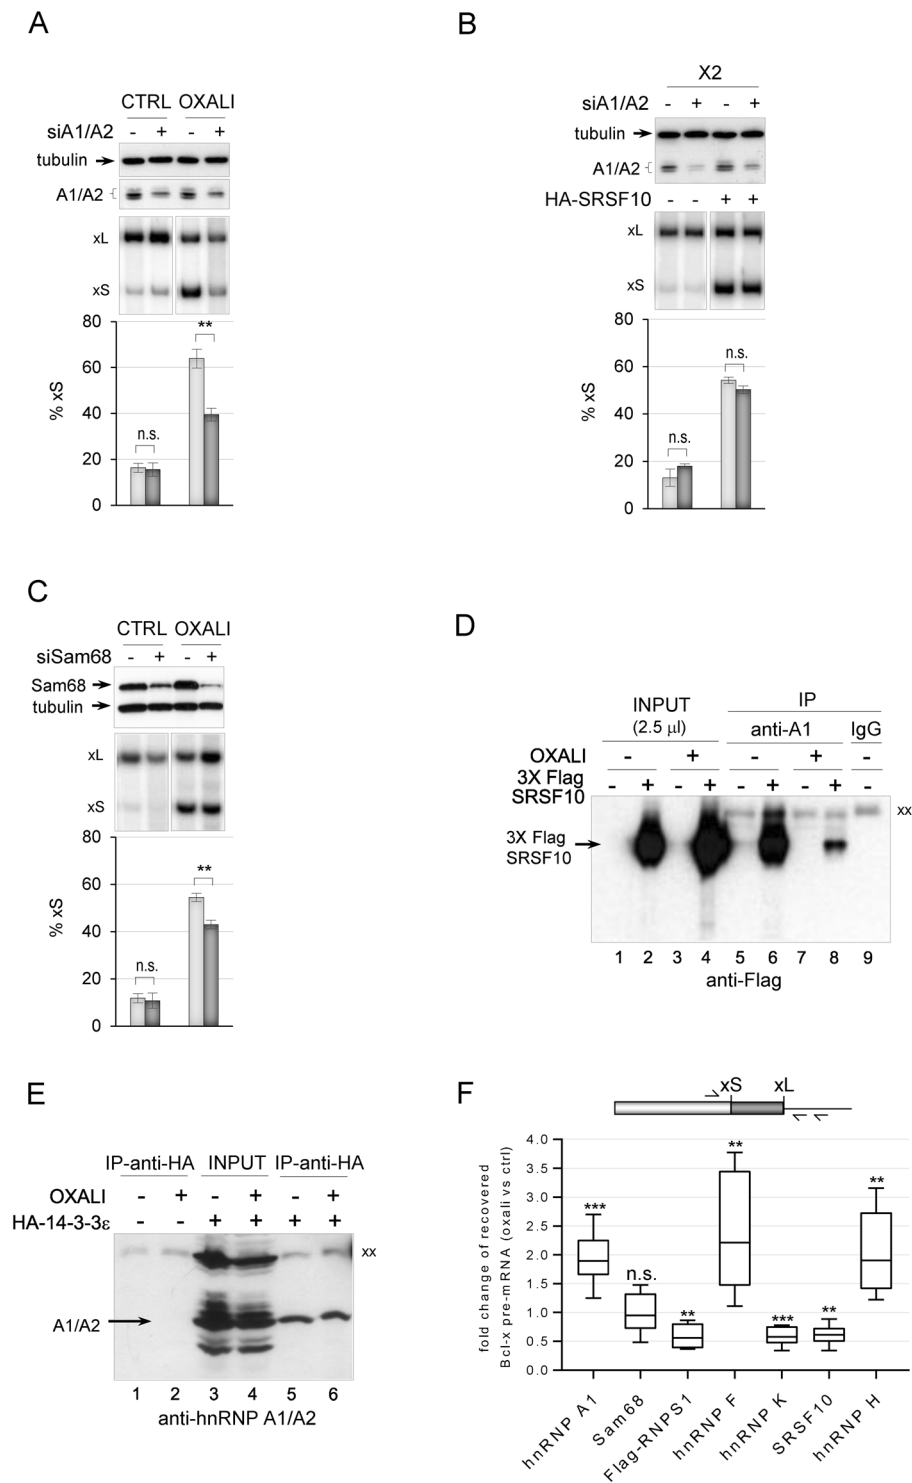 A
CTRL OXALI
siA1/A2 - + - +
tubulin
A1/A2
xL
xS
80
**
60
% xS
40
n.s.
20
0
B
X2
siA1/A2 - + - +
tubulin
A1/A2
HA-SRSF10 - - + +
xL
xS
80
n.s.
60
% xS
40
n.s.
20
0
C
CTRL OXALI
siSam68 - + - +
Sam68
tubulin
xL
xS
80
**
60
% xS
40
n.s.
20
0
D
INPUT IP
(2.5 µl) anti-A1 IgG
OXALI - + - + -
3X Flag
SRSF10 - + - + - + - + -
xx
3X Flag
SRSF10
1 2 3 4 5 6 7 8 9
anti-Flag
E
IP-anti-HA INPUT IP-anti-HA
OXALI - + - + - +
HA-14-3-3ε - - + + + +
xx
A1/A2
1 2 3 4 5 6
anti-hnRNP A1/A2
F
xS xL
fold change of recovered
Bcl-x pre-mRNA (oxali vs ctrl)
4.0
3.5
3.0
2.5
2.0
1.5
1.0
0.5
0.0
***
n.s.
**
**
***
**
**
hnRNP A1
Sam68
Flag-RNPS1
hnRNP F
hnRNP K
SRSF10
hnRNP H